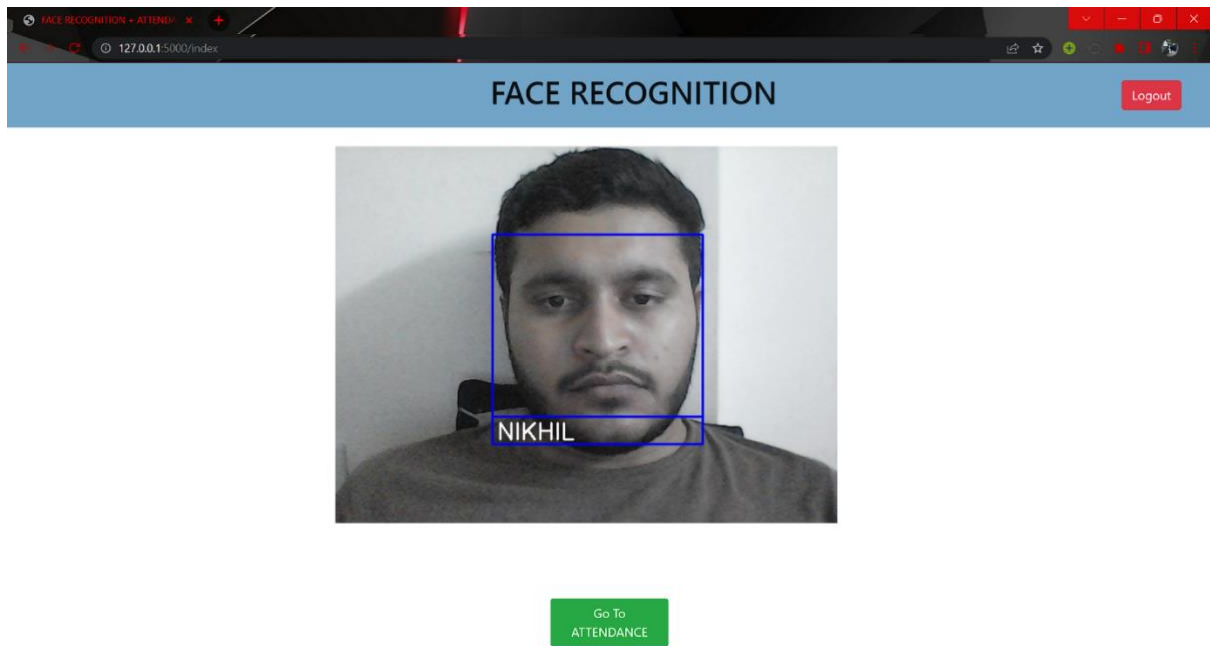 FACE RECOGNITION + ATTENDA
127.0.0.1:5000/index
FACE RECOGNITION
Logout
NIKHIL
Go To
ATTENDANCE